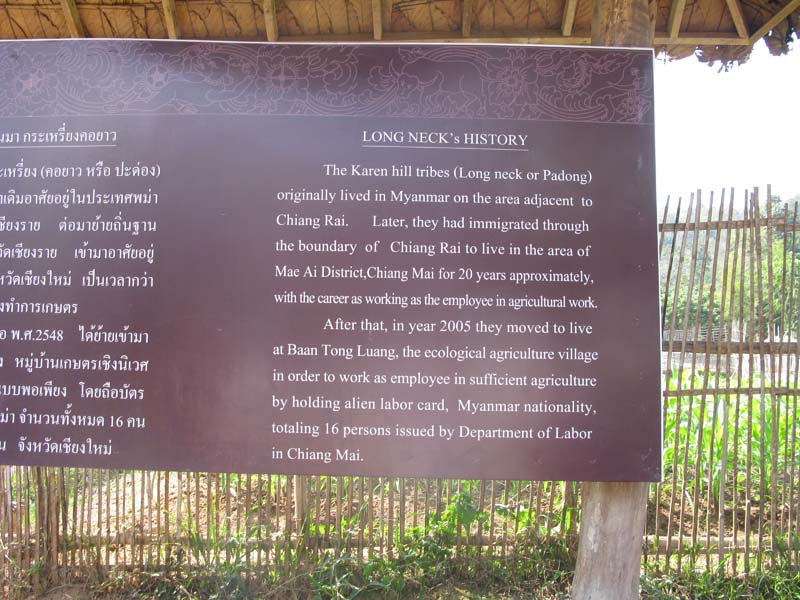 นมา กระเหรี่ยงคอยาว
ะเหรี่ยง (คอยาว หรือ ปะด่อง)
าเดิมอาศัยอยู่ในประเทศพม่า
ชียงราย ต่อมาย้ายถิ่นฐาน
วัดเชียงราย เข้ามาอาศัยอยู่
หวัดเชียงใหม่ เป็นเวลากว่า
งทำการเกษตร
อ พ.ศ.2548 ได้ย้ายเข้ามา
ง หมู่บ้านเกษตรเชิงนิเวศ
แบบพอเพียง โดยถือบัตร
ม่า จำนวนทั้งหมด 16 คน
น จังหวัดเชียงใหม่
LONG NECK's HISTORY
The Karen hill tribes (Long neck or Padong)
originally lived in Myanmar on the area adjacent to
Chiang Rai. Later, they had immigrated through
the boundary of Chiang Rai to live in the area of
Mae Ai District,Chiang Mai for 20 years approximately,
with the career as working as the employee in agricultural work.
After that, in year 2005 they moved to live
at Baan Tong Luang, the ecological agriculture village
in order to work as employee in sufficient agriculture
by holding alien labor card, Myanmar nationality,
totaling 16 persons issued by Department of Labor
in Chiang Mai.